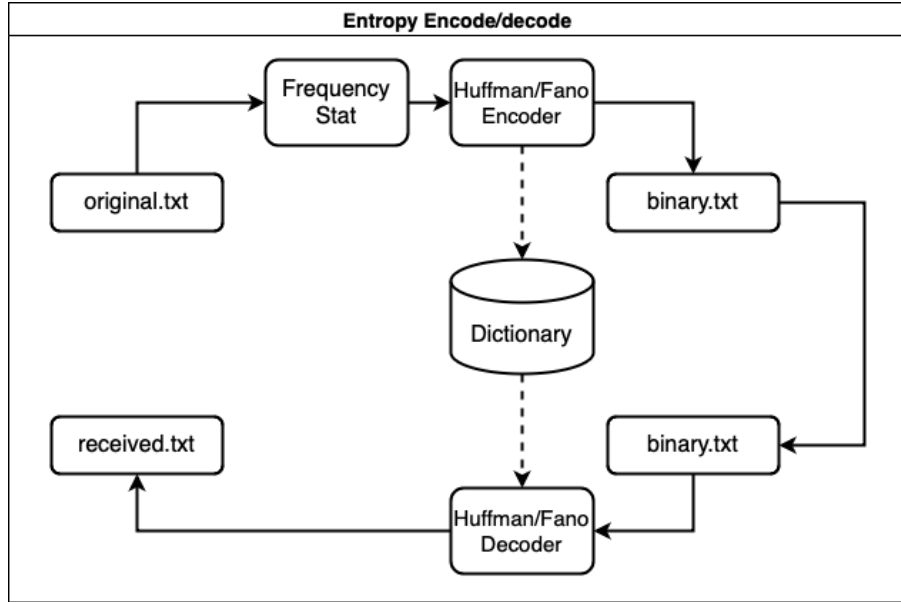 Entropy Encode/decode
Frequency
Stat
Huffman/Fano
Encoder
original.txt
binary.txt
Dictionary
received.txt
binary.txt
Huffman/Fano
Decoder